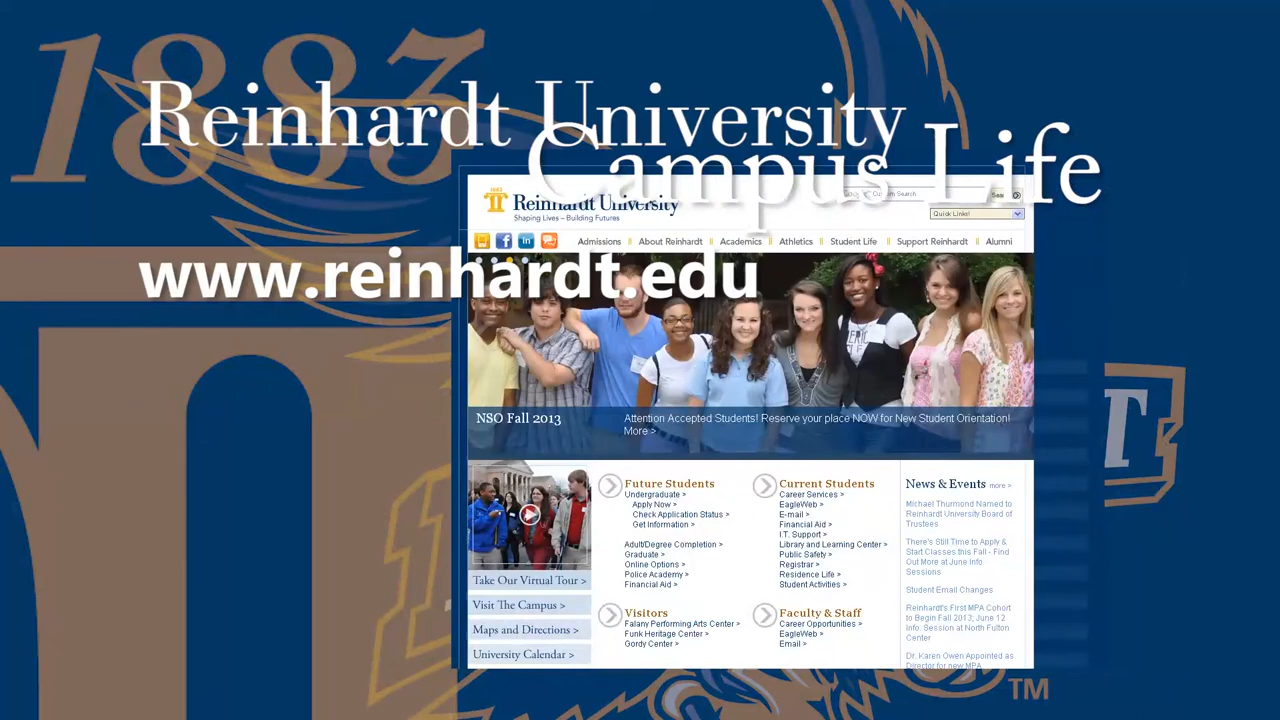 1883
Reinhardt University
Campus Life
www.reinhardt.edu
1883
Reinhardt University
Shaping Lives – Building Futures
Custom Search
Quick Links!
Admissions || About Reinhardt || Academics || Athletics || Student Life || Support Reinhardt || Alumni
NSO Fall 2013
Attention Accepted Students! Reserve your place NOW for New Student Orientation!
More >
Take Our Virtual Tour >
Visit The Campus >
Maps and Directions >
University Calendar >
Future Students
Undergraduate >
Apply Now >
Check Application Status >
Get Information >
Adult/Degree Completion >
Graduate >
Online Options >
Police Academy >
Financial Aid >
Visitors
Falany Performing Arts Center >
Funk Heritage Center >
Gordy Center >
Current Students
Career Services >
EagleWeb >
E-mail >
Financial Aid >
I.T. Support >
Library and Learning Center >
Public Safety >
Registrar >
Residence Life >
Student Activities >
Faculty & Staff
Career Opportunities >
EagleWeb >
Email >
News & Events more >
Michael Thurmond Named to
Reinhardt University Board of
Trustees
There's Still Time to Apply &
Start Classes this Fall - Find
Out More at June Info
Sessions
Student Email Changes
Reinhardt's First MPA Cohort
to Begin Fall 2013; June 12
Info. Session at North Fulton
Center
Dr. Karen Owen Appointed as
Director for new MPA
TM